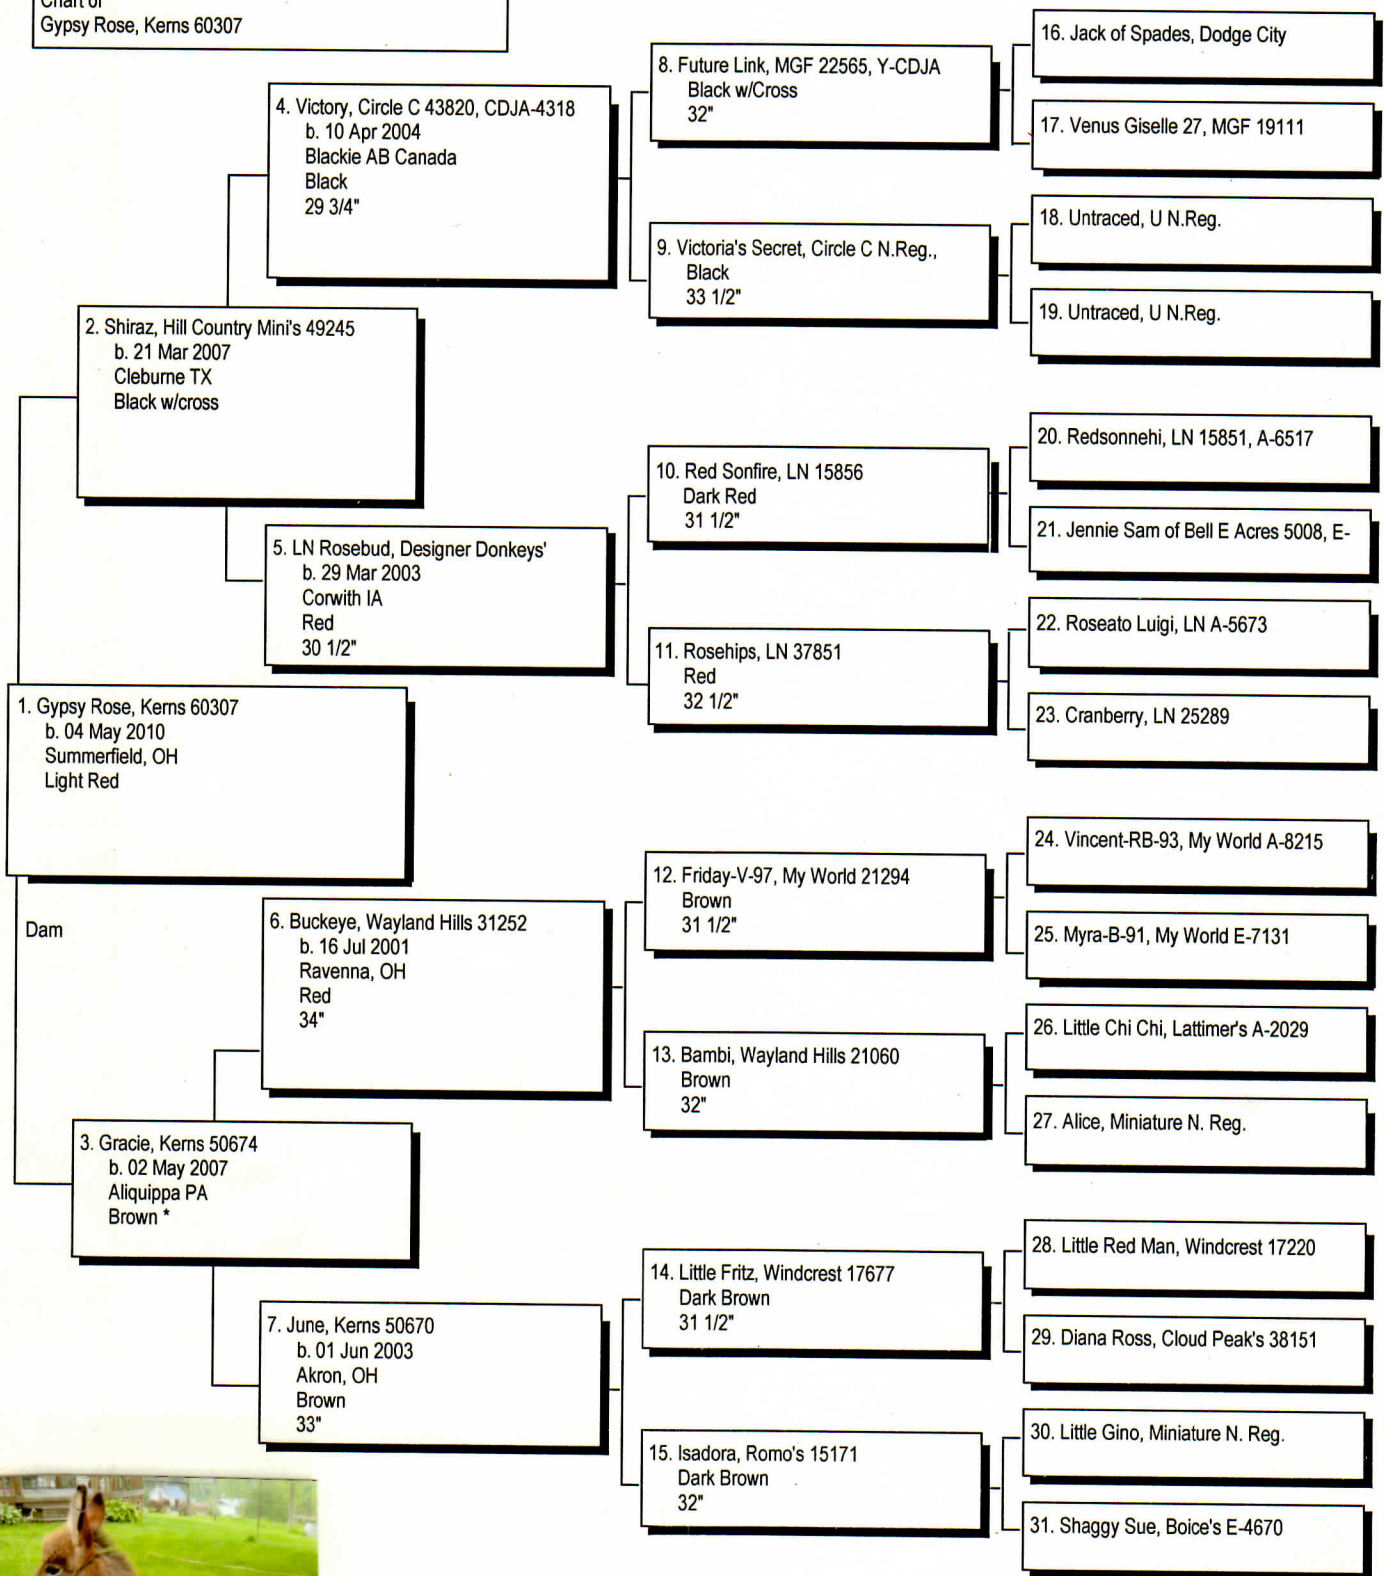 Chart of
Gypsy Rose, Kerns 60307
1. Gypsy Rose, Kerns 60307
b. 04 May 2010
Summerfield, OH
Light Red
Dam
2. Shiraz, Hill Country Mini's 49245
b. 21 Mar 2007
Cleburne TX
Black w/cross
3. Gracie, Kerns 50674
b. 02 May 2007
Aliquippa PA
Brown *
4. Victory, Circle C 43820, CDJA-4318
b. 10 Apr 2004
Blackie AB Canada
Black
29 3/4"
5. LN Rosebud, Designer Donkeys'
b. 29 Mar 2003
Corwith IA
Red
30 1/2"
6. Buckeye, Wayland Hills 31252
b. 16 Jul 2001
Ravenna, OH
Red
34"
7. June, Kerns 50670
b. 01 Jun 2003
Akron, OH
Brown
33"
8. Future Link, MGF 22565, Y-CDJA
Black w/Cross
32"
9. Victoria's Secret, Circle C N.Reg.,
Black
33 1/2"
10. Red Sonfire, LN 15856
Dark Red
31 1/2"
11. Rosehips, LN 37851
Red
32 1/2"
12. Friday-V-97, My World 21294
Brown
31 1/2"
13. Bambi, Wayland Hills 21060
Brown
32"
14. Little Fritz, Windcrest 17677
Dark Brown
31 1/2"
15. Isadora, Romo's 15171
Dark Brown
32"
16. Jack of Spades, Dodge City
17. Venus Giselle 27, MGF 19111
18. Untraced, U N.Reg.
19. Untraced, U N.Reg.
20. Redsonnehi, LN 15851, A-6517
21. Jennie Sam of Bell E Acres 5008, E-
22. Roseato Luigi, LN A-5673
23. Cranberry, LN 25289
24. Vincent-RB-93, My World A-8215
25. Myra-B-91, My World E-7131
26. Little Chi Chi, Lattimer's A-2029
27. Alice, Miniature N. Reg.
28. Little Red Man, Windcrest 17220
29. Diana Ross, Cloud Peak's 38151
30. Little Gino, Miniature N. Reg.
31. Shaggy Sue, Boice's E-4670